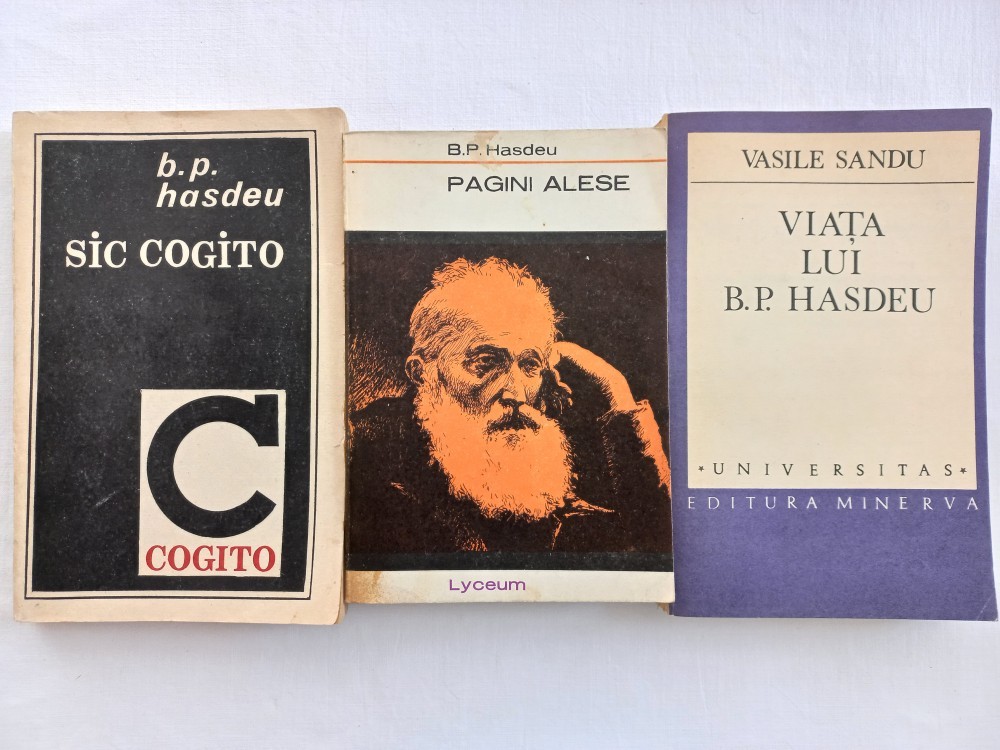 b.p.
hasdeu
sic cogito
C
COGITO
B.P. Hasdeu
PAGINI ALESE
Lyceum
VASILE SANDU
VIAȚA
LUI
B.P. HASDEU
*UNIVERSITAS*
EDITURA MINERVA